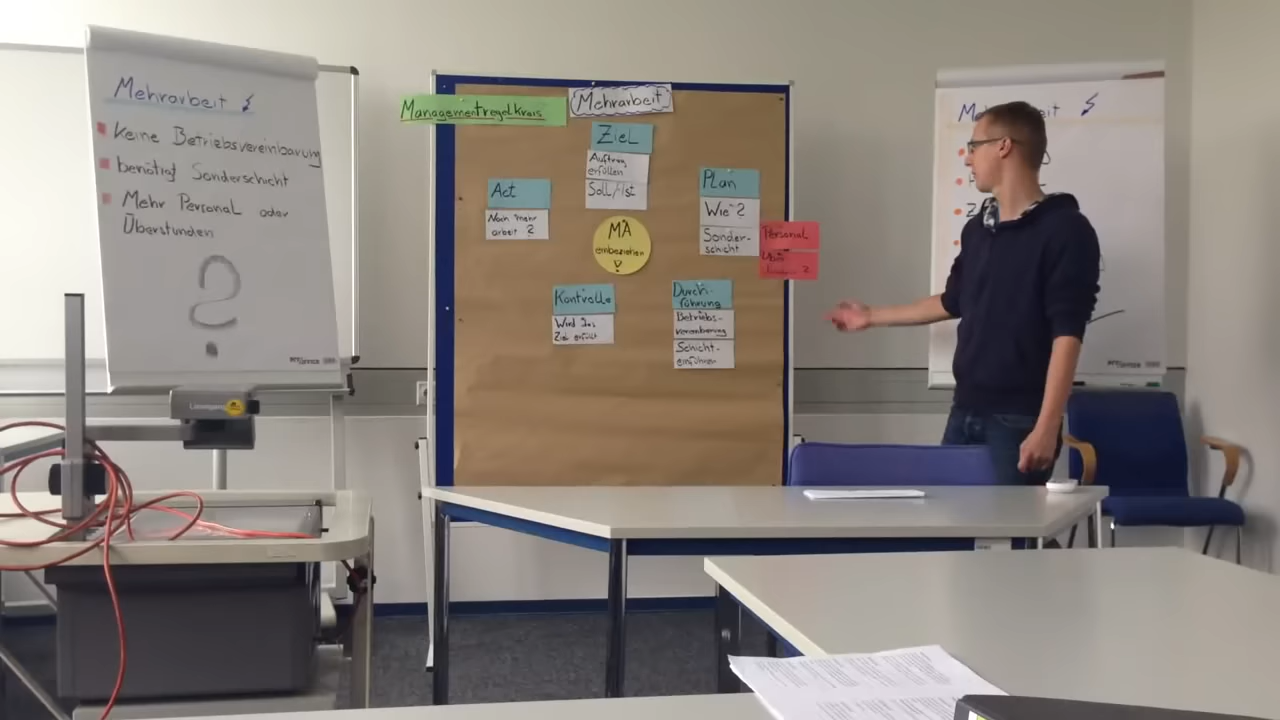 Mehrarbeit
Keine Betriebsvereinbarung
benötigt Sonderschicht
Mehr Personal oder
Überstunden
?
Managementregelkreis
Mehrarbeit
Ziel
Auftrag
erfüllen
Soll/Ist
Act
Noch mehr
arbeit ?
MA
einbeziehen
!
Plan
Wie?
Sonder-
schicht
Personal
Kontrolle
Wird das
Ziel erfüllt
Durch-
führung
Betriebs-
vereinbarung
Schicht-
einführen